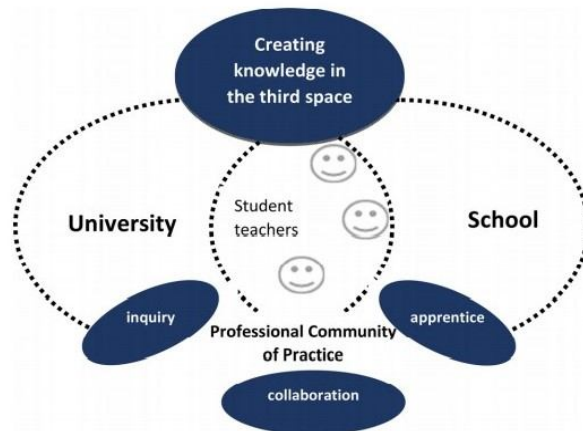 Creating
knowledge in
the third space
University
Student
teachers
School
inquiry
apprentice
Professional Community
of Practice
collaboration